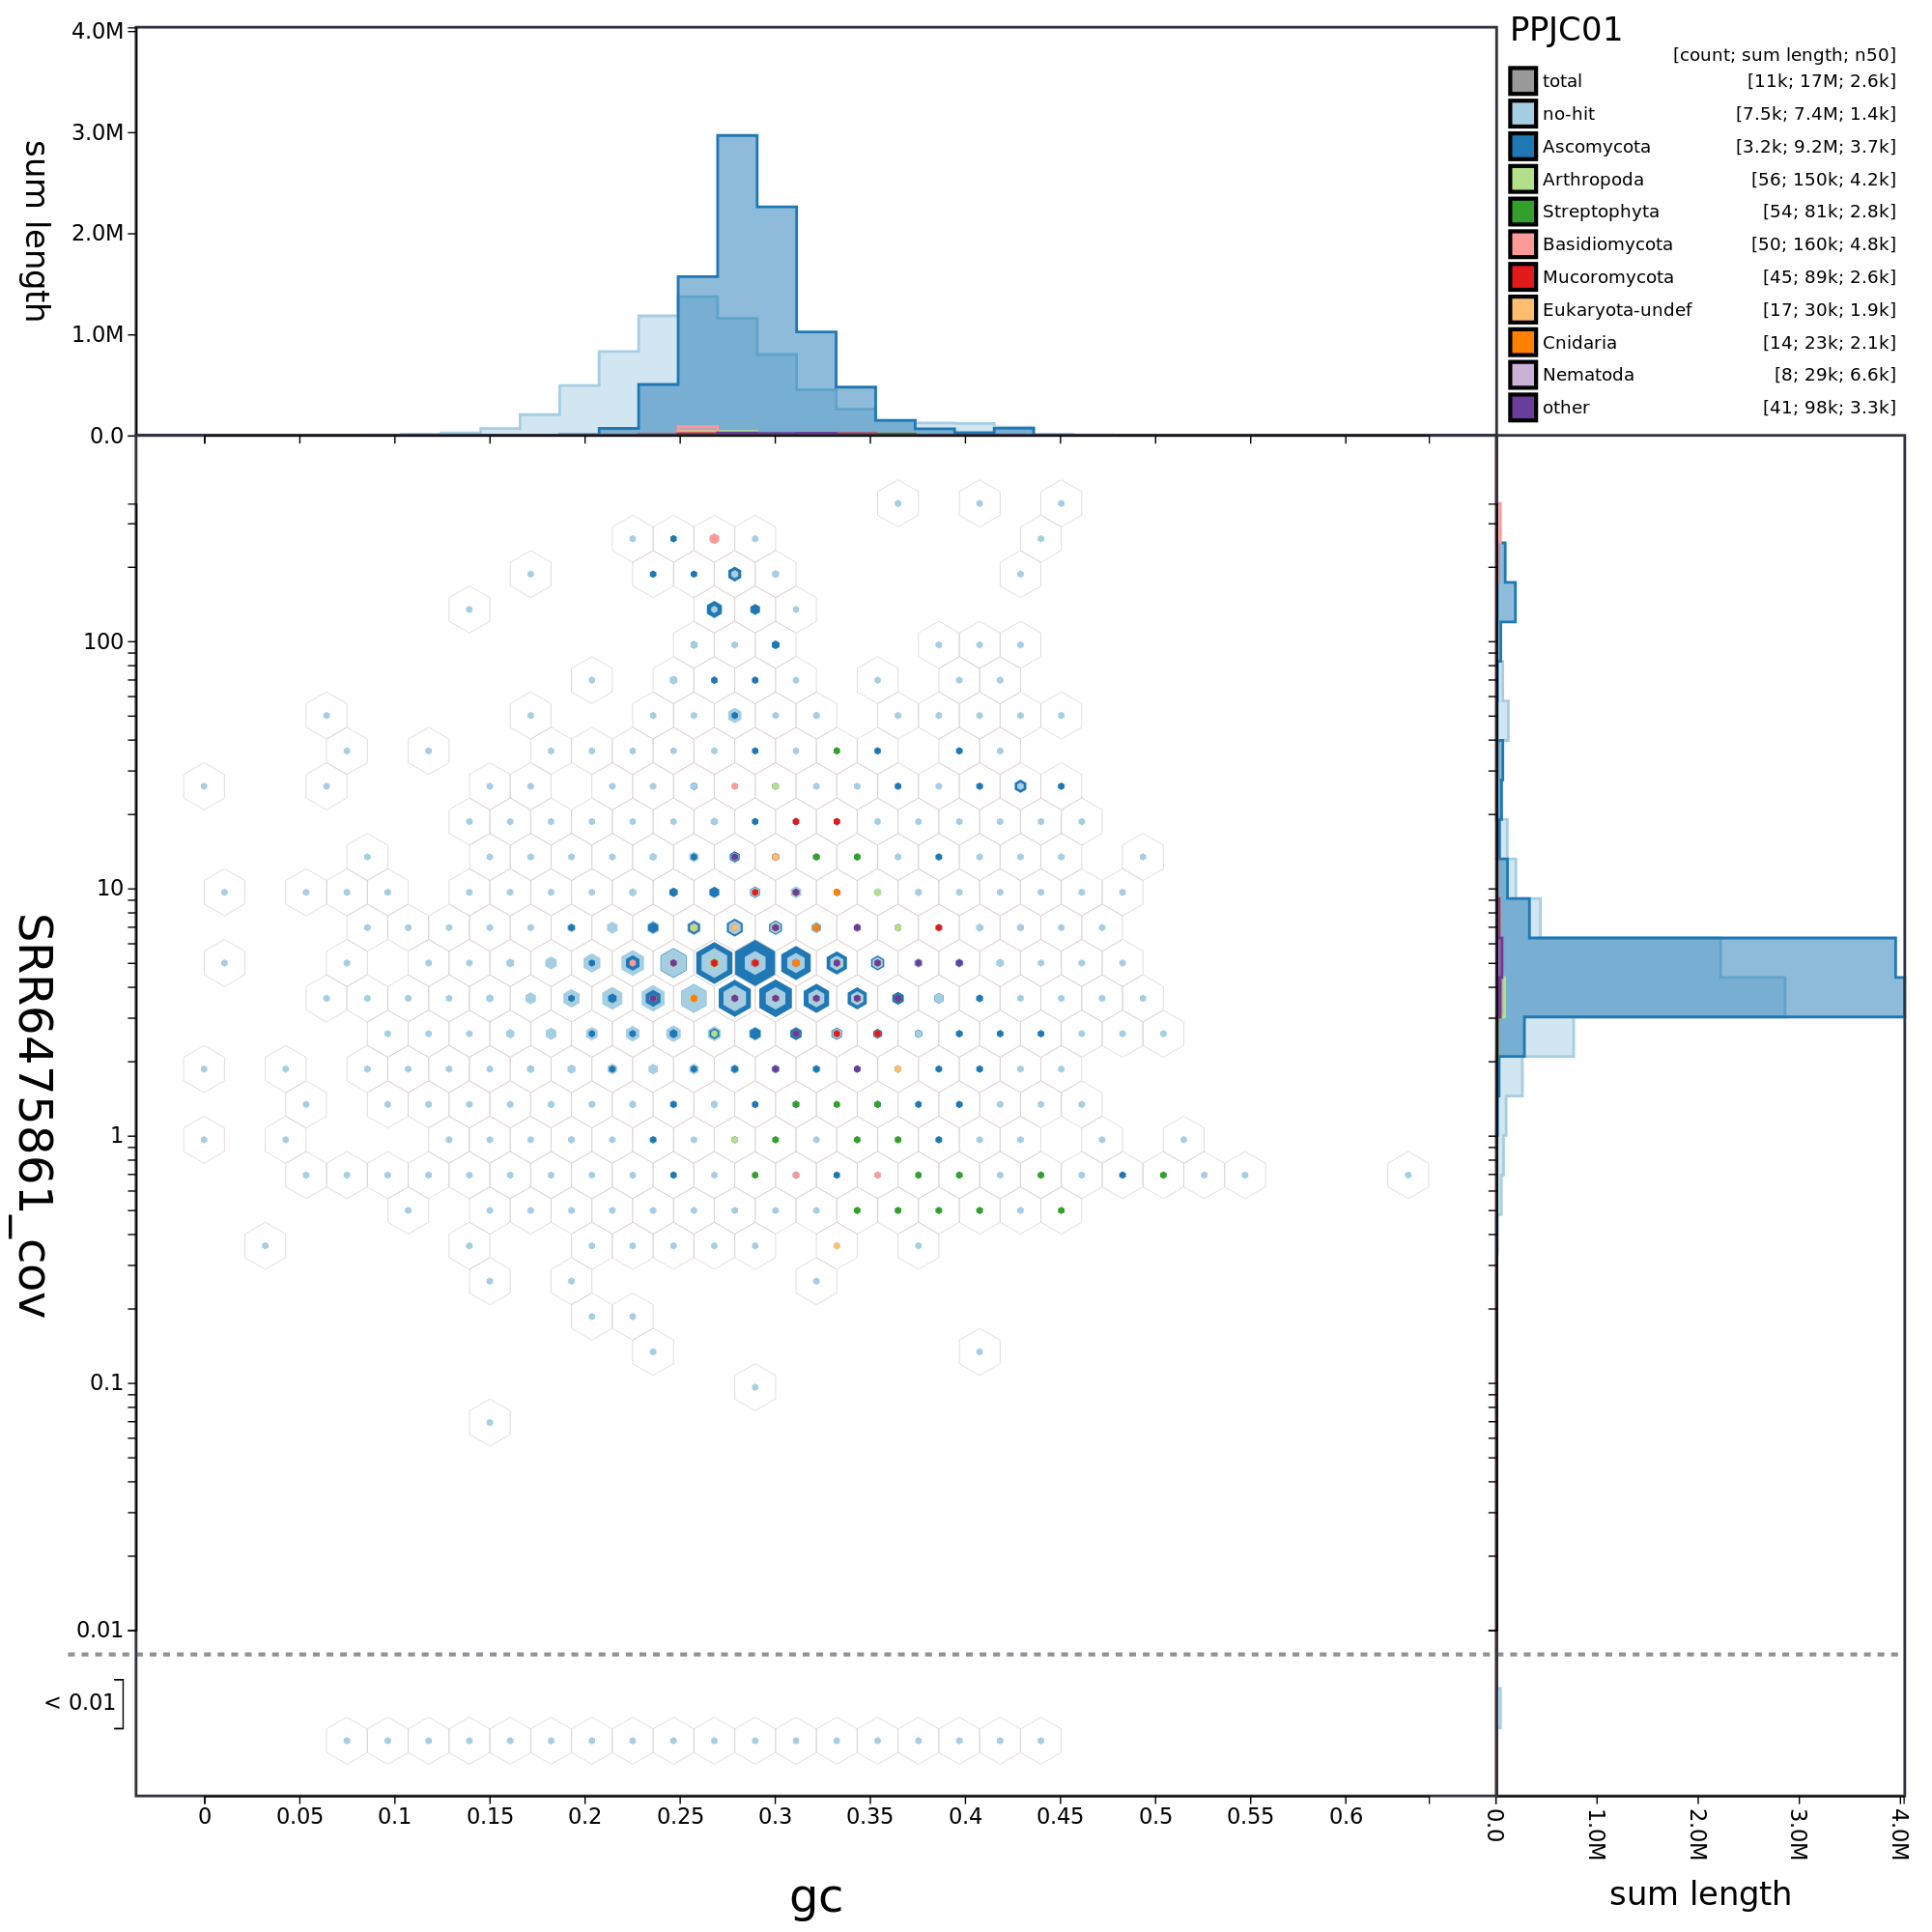 PPJC01
[count; sum length; n50]
total [11k; 17M; 2.6k]
no-hit [7.5k; 7.4M; 1.4k]
Ascomycota [3.2k; 9.2M; 3.7k]
Arthropoda [56; 150k; 4.2k]
Streptophyta [54; 81k; 2.8k]
Basidiomycota [50; 160k; 4.8k]
Mucoromycota [45; 89k; 2.6k]
Eukaryota-undef [17; 30k; 1.9k]
Cnidaria [14; 23k; 2.1k]
Nematoda [8; 29k; 6.6k]
other [41; 98k; 3.3k]
sum length
4.0M
3.0M
2.0M
1.0M
0.0
SRR6475861_cov
100
10
1
0.1
0.01
< 0.01
0 0.05 0.1 0.15 0.2 0.25 0.3 0.35 0.4 0.45 0.5 0.55 0.6
gc
0.0 1.0M 2.0M 3.0M 4.0M
sum length